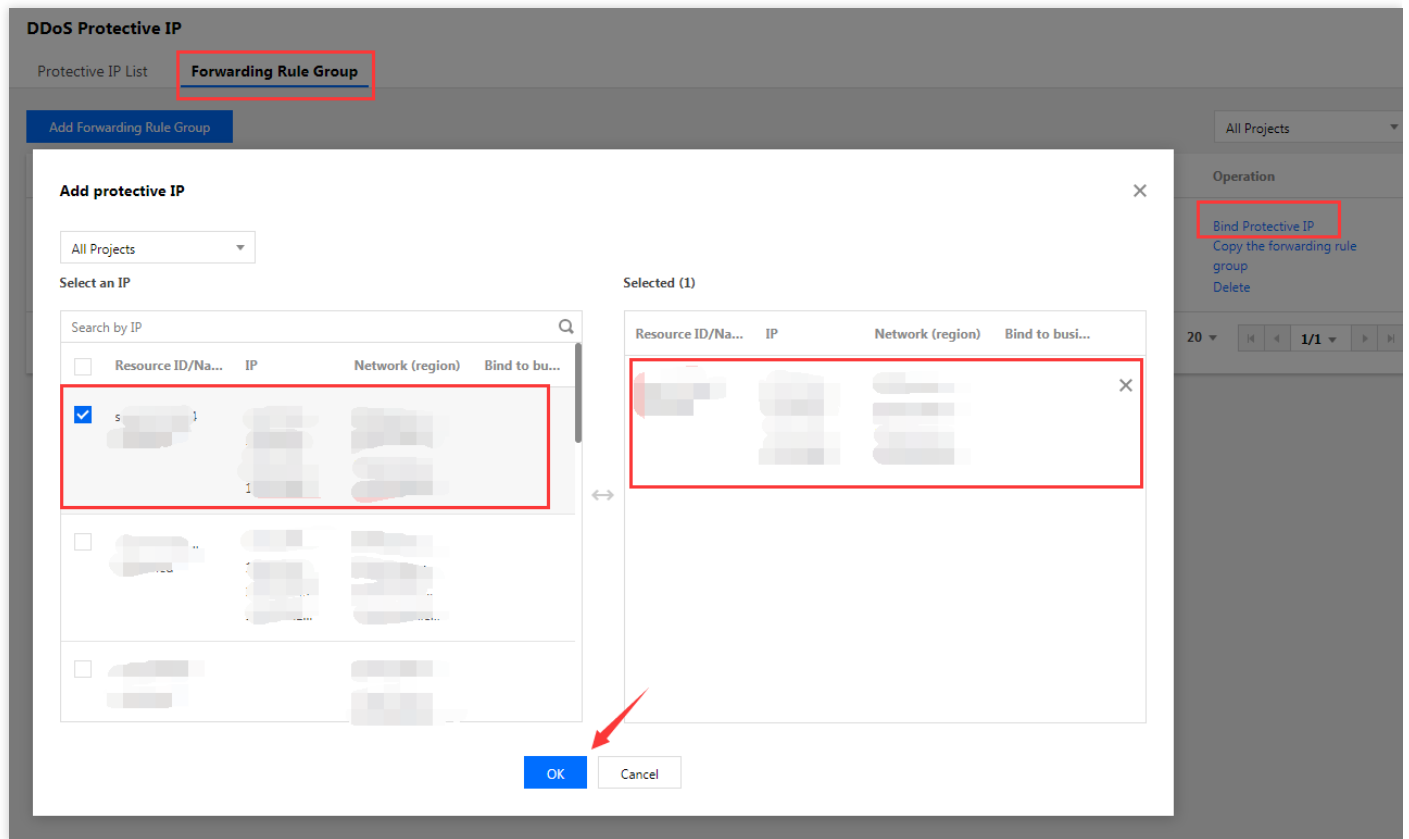 DDoS Protective IP
Protective IP List
Forwarding Rule Group
Add Forwarding Rule Group
All Projects
Operation
Bind Protective IP
Copy the forwarding rule
group
Delete
20
1/1
Add protective IP
All Projects
Select an IP
Search by IP
Resource ID/Na... IP Network (region) Bind to bu...
s
1
Selected (1)
Resource ID/Na... IP Network (region) Bind to busi...
OK
Cancel